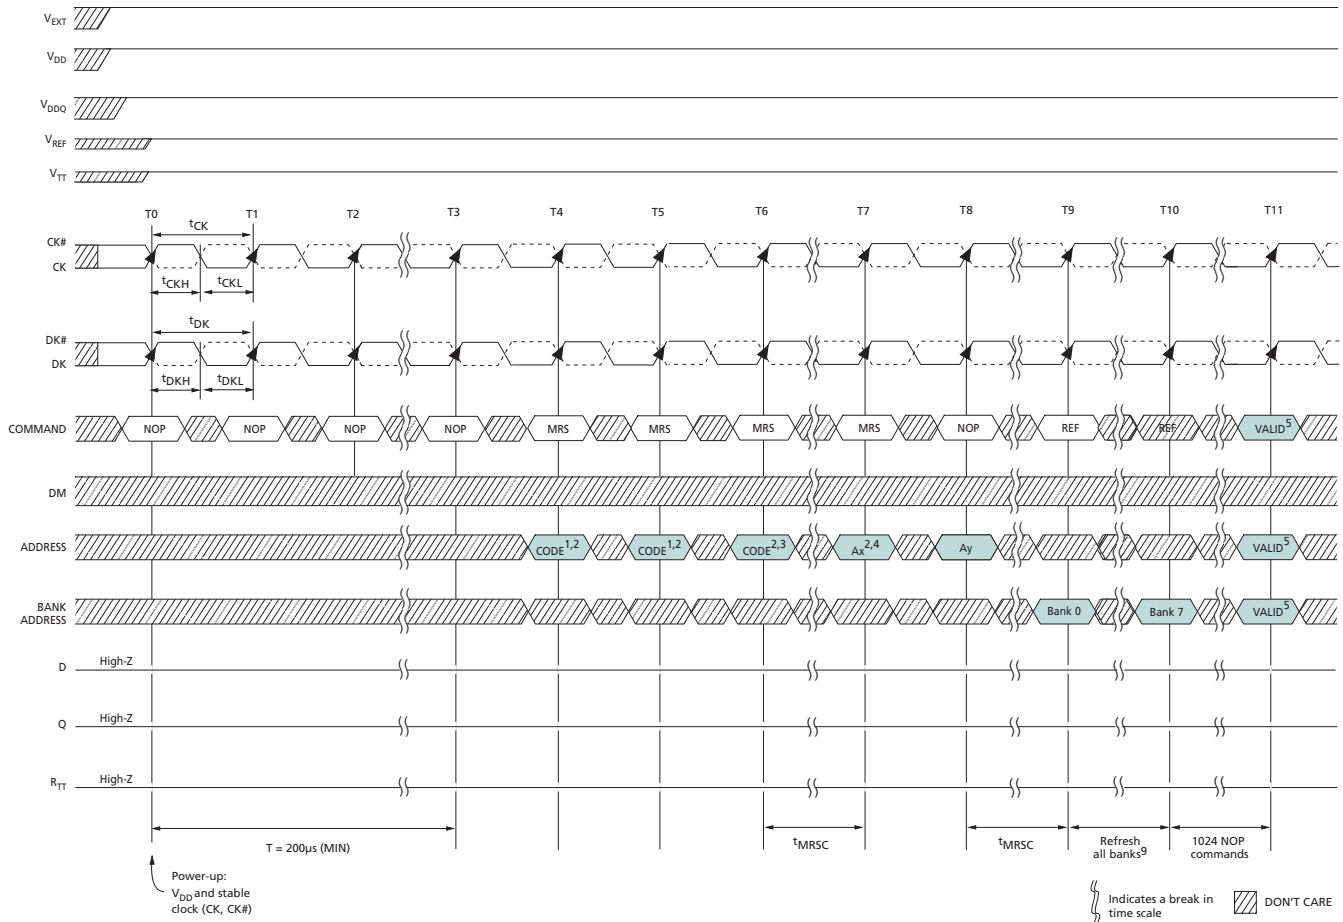 VEXT
VDD
VDDQ
VREF
VTT
T0 T1 T2 T3 T4 T5 T6 T7 T8 T9 T10 T11
tCK
CK#
CK
tCKH tCKL
tDK
DK#
DK
tDKH tDKL
COMMAND NOP NOP NOP NOP MRS MRS MRS MRS NOP REF REF VALID5
DM
ADDRESS CODE1,2 CODE1,2 CODE2,3 Ax2,4 Ay VALID5
BANK
ADDRESS Bank 0 Bank 7 VALID5
D High-Z
Q High-Z
RTT High-Z
T = 200µs (MIN) tMRSC tMRSC Refresh
all banks9
1024 NOP
commands
Power-up:
VDD and stable
clock (CK, CK#)
Indicates a break in
time scale
DON'T CARE